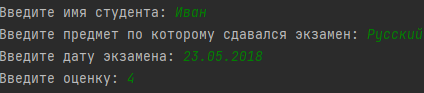 Введите имя студента: Иван
Введите предмет по которому сдавался экзамен: Русский
Введите дату экзамена: 23.05.2018
Введите оценку: 4